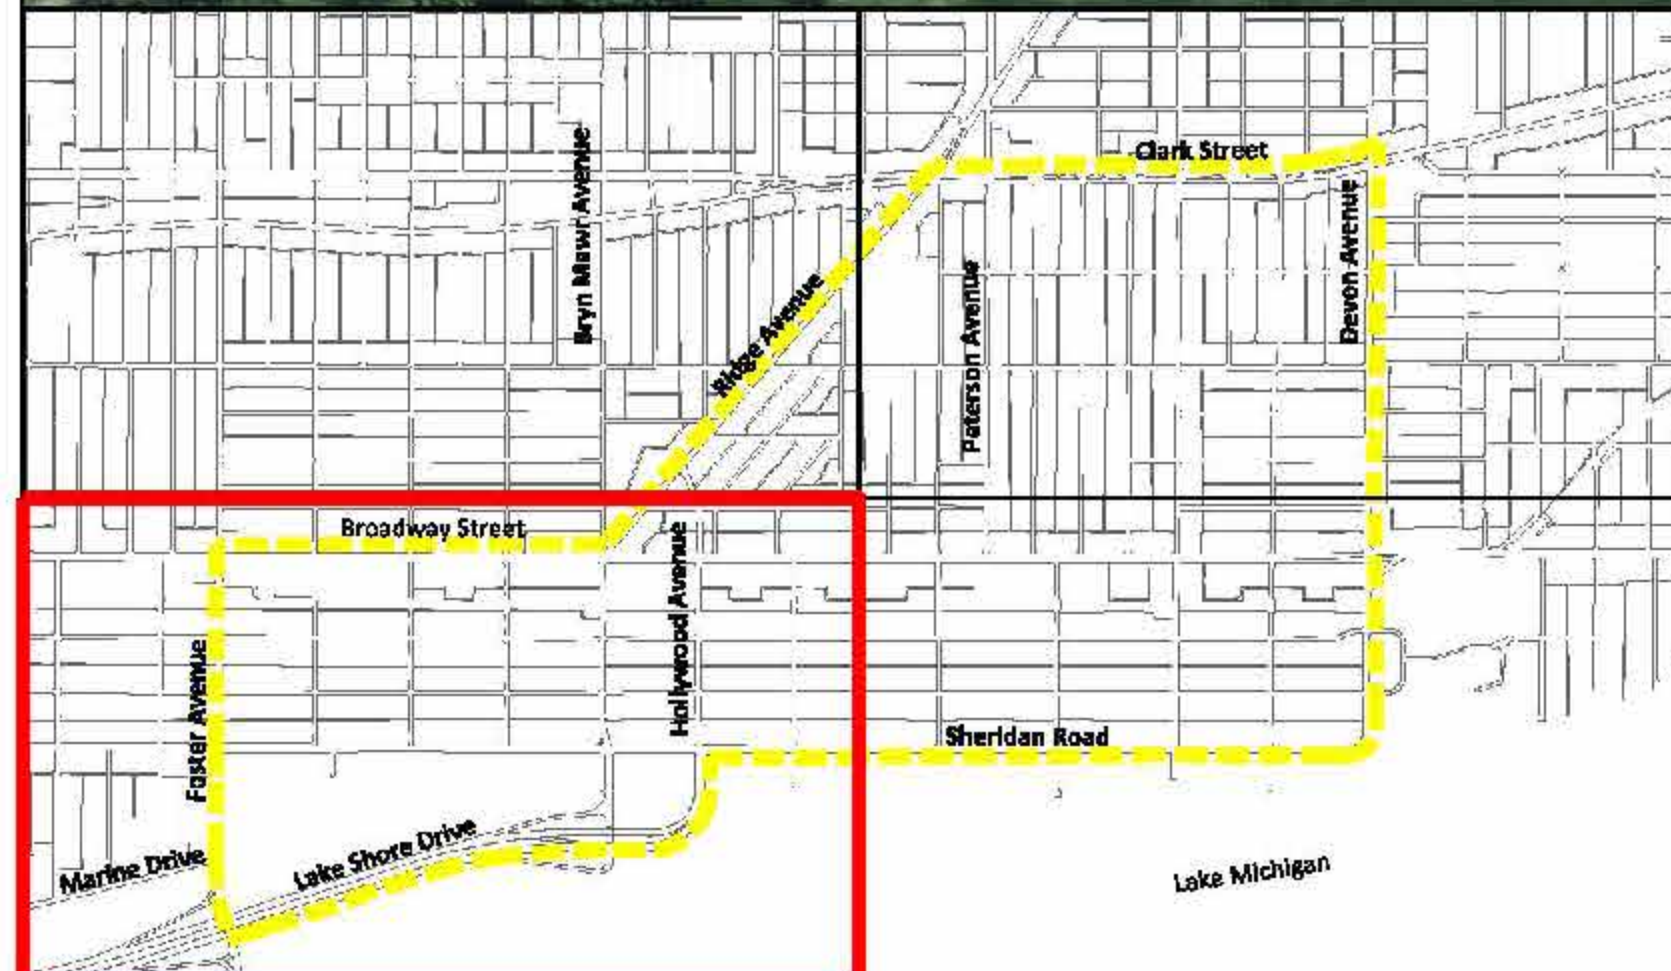 Clark Street
Bryn Mawr Avenue
Devon Avenue
Ridge Avenue
Peterson Avenue
Broadway Street
Hollywood Avenue
Foster Avenue
Sheridan Road
Lake Shore Drive
Marine Drive
Lake Michigan